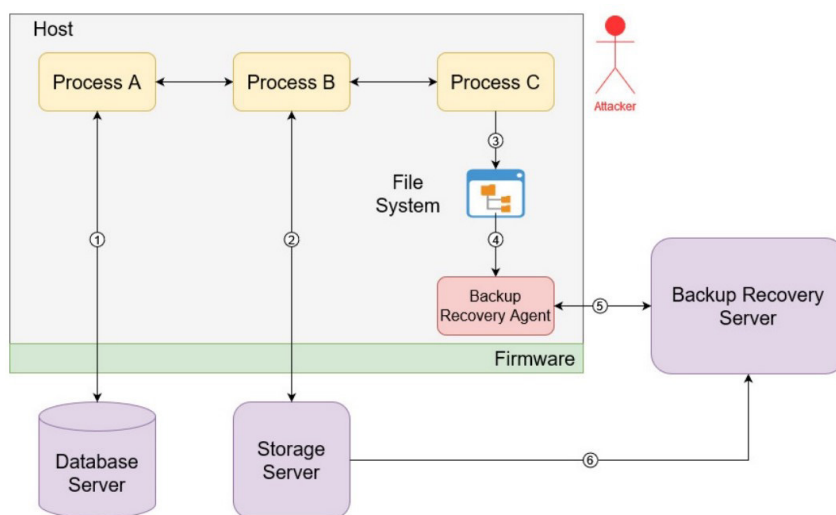 Host
Process A
Process B
Process C
Attacker
3
File
System
1
2
4
Backup
Recovery Agent
5
Backup Recovery
Server
Firmware
Database
Server
Storage
Server
6